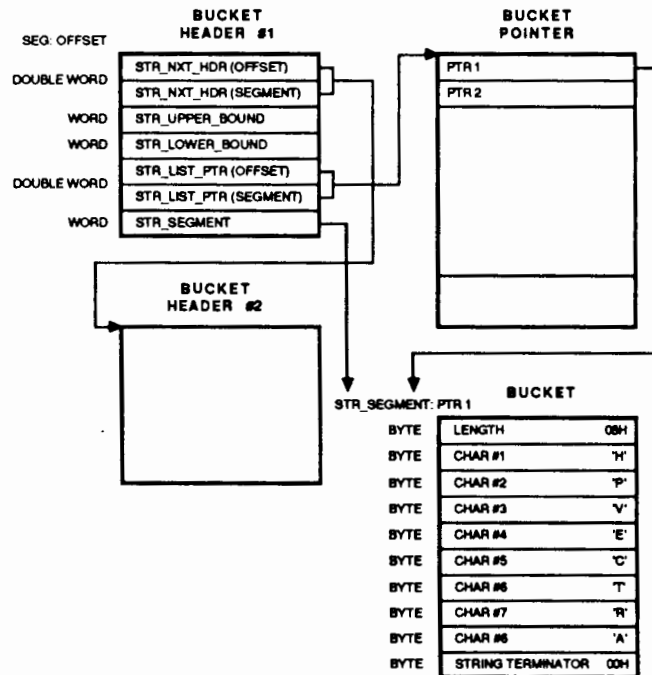 BUCKET
HEADER #1
SEG: OFFSET
DOUBLE WORD
STR_NXT_HDR (OFFSET)
STR_NXT_HDR (SEGMENT)
WORD STR_UPPER_BOUND
WORD STR_LOWER_BOUND
DOUBLE WORD
STR_LIST_PTR (OFFSET)
STR_LIST_PTR (SEGMENT)
WORD STR_SEGMENT
BUCKET
POINTER
PTR 1
PTR 2
BUCKET
HEADER #2
STR_SEGMENT: PTR 1
BUCKET
BYTE LENGTH 08H
BYTE CHAR #1 'H'
BYTE CHAR #2 'P'
BYTE CHAR #3 'V'
BYTE CHAR #4 'E'
BYTE CHAR #5 'C'
BYTE CHAR #6 'T'
BYTE CHAR #7 'R'
BYTE CHAR #8 'A'
BYTE STRING TERMINATOR 00H